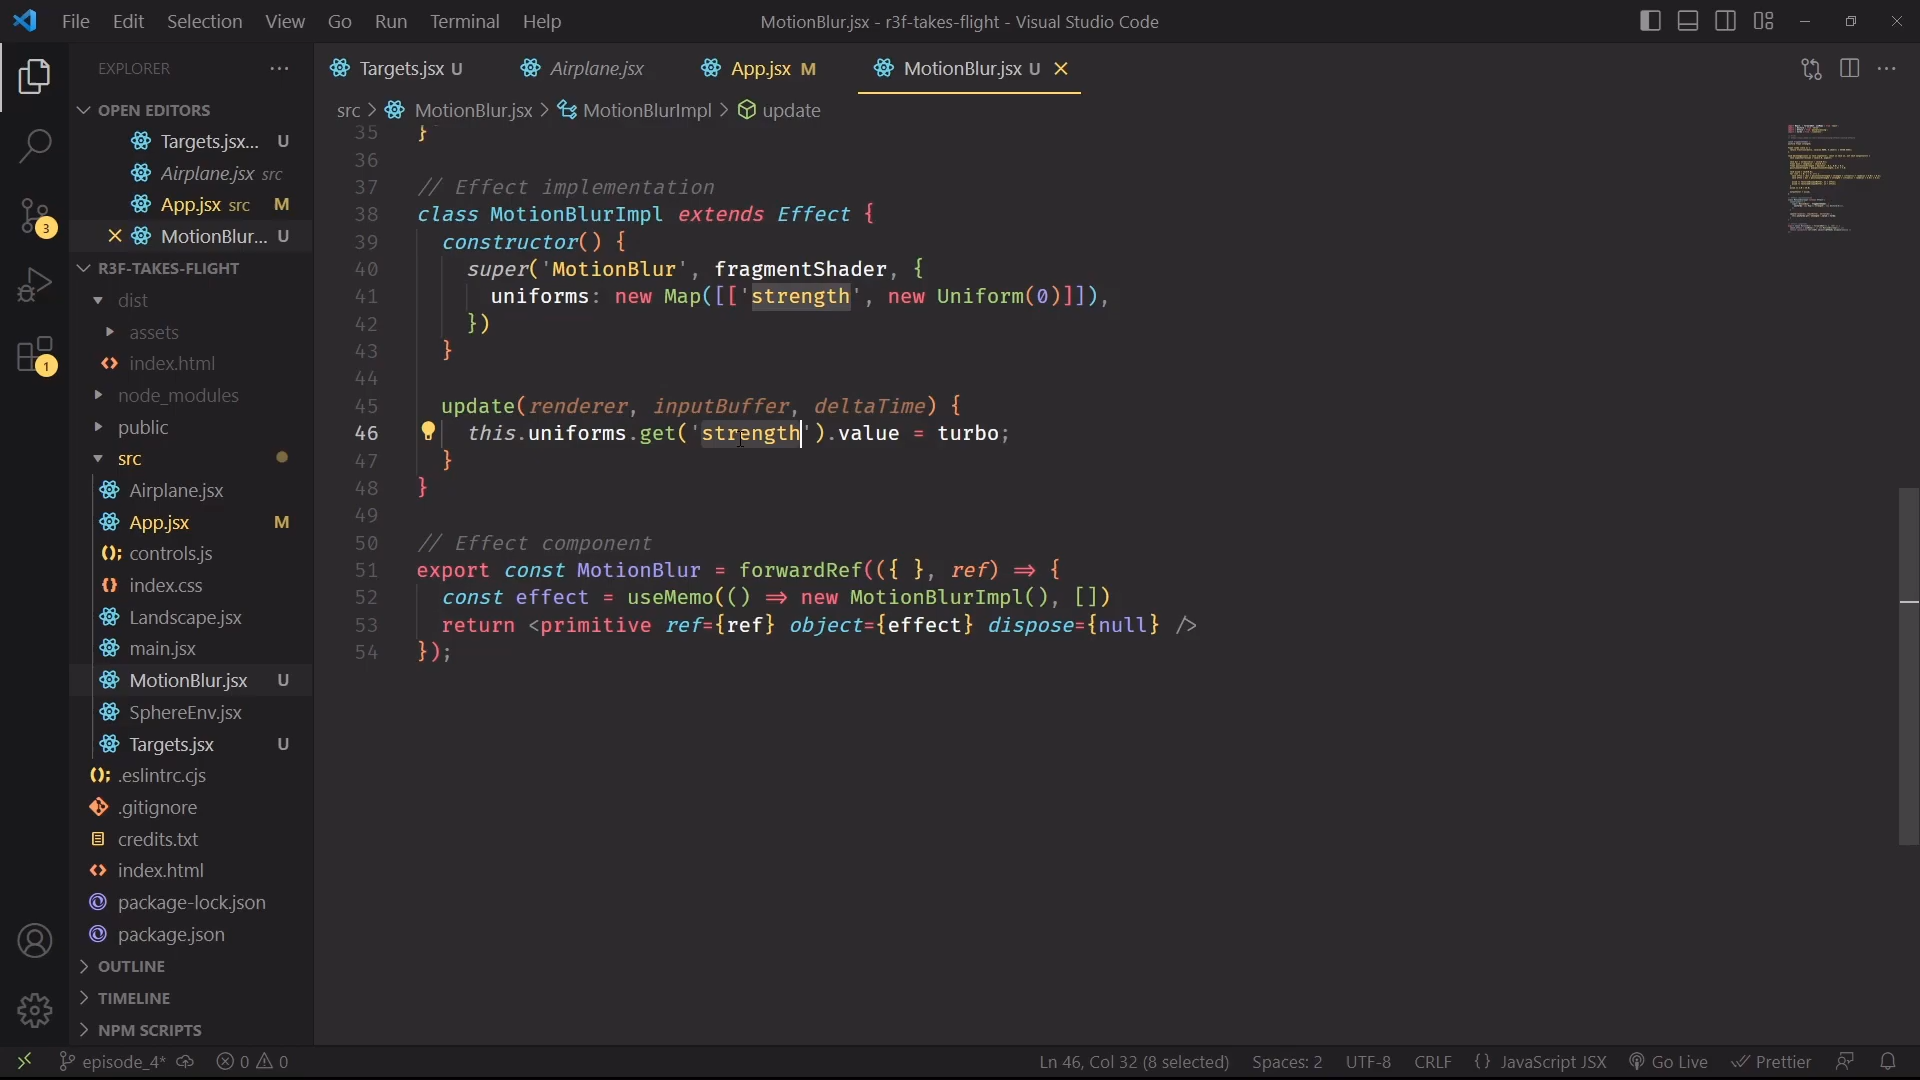 File Edit Selection View Go Run Terminal Help
MotionBlur.jsx - r3f-takes-flight - Visual Studio Code
EXPLORER
OPEN EDITORS
Targets.jsx... U
Airplane.jsx src
App.jsx src M
MotionBlur... U
R3F-TAKES-FLIGHT
dist
assets
index.html
node_modules
public
src
Airplane.jsx
App.jsx M
controls.js
index.css
Landscape.jsx
main.jsx
MotionBlur.jsx U
SphereEnv.jsx
Targets.jsx U
.eslintrc.cjs
.gitignore
credits.txt
index.html
package-lock.json
package.json
OUTLINE
TIMELINE
NPM SCRIPTS
3
1
Targets.jsx U Airplane.jsx App.jsx M MotionBlur.jsx U
src > MotionBlur.jsx > MotionBlurImpl > update
35 }
36
37 // Effect implementation
38 class MotionBlurImpl extends Effect {
39 constructor() {
40 super('MotionBlur', fragmentShader, {
41 uniforms: new Map([['strength', new Uniform(0)]]),
42 })
43 }
44
45 update(renderer, inputBuffer, deltaTime) {
46 this.uniforms.get('strength').value = turbo;
47 }
48 }
49
50 // Effect component
51 export const MotionBlur = forwardRef(({ }, ref) => {
52 const effect = useMemo(() => new MotionBlurImpl(), [])
53 return <primitive ref={ref} object={effect} dispose={null} />
54 });
episode_4* 0 0 Ln 46, Col 32 (8 selected) Spaces: 2 UTF-8 CRLF {} JavaScript JSX Go Live Prettier